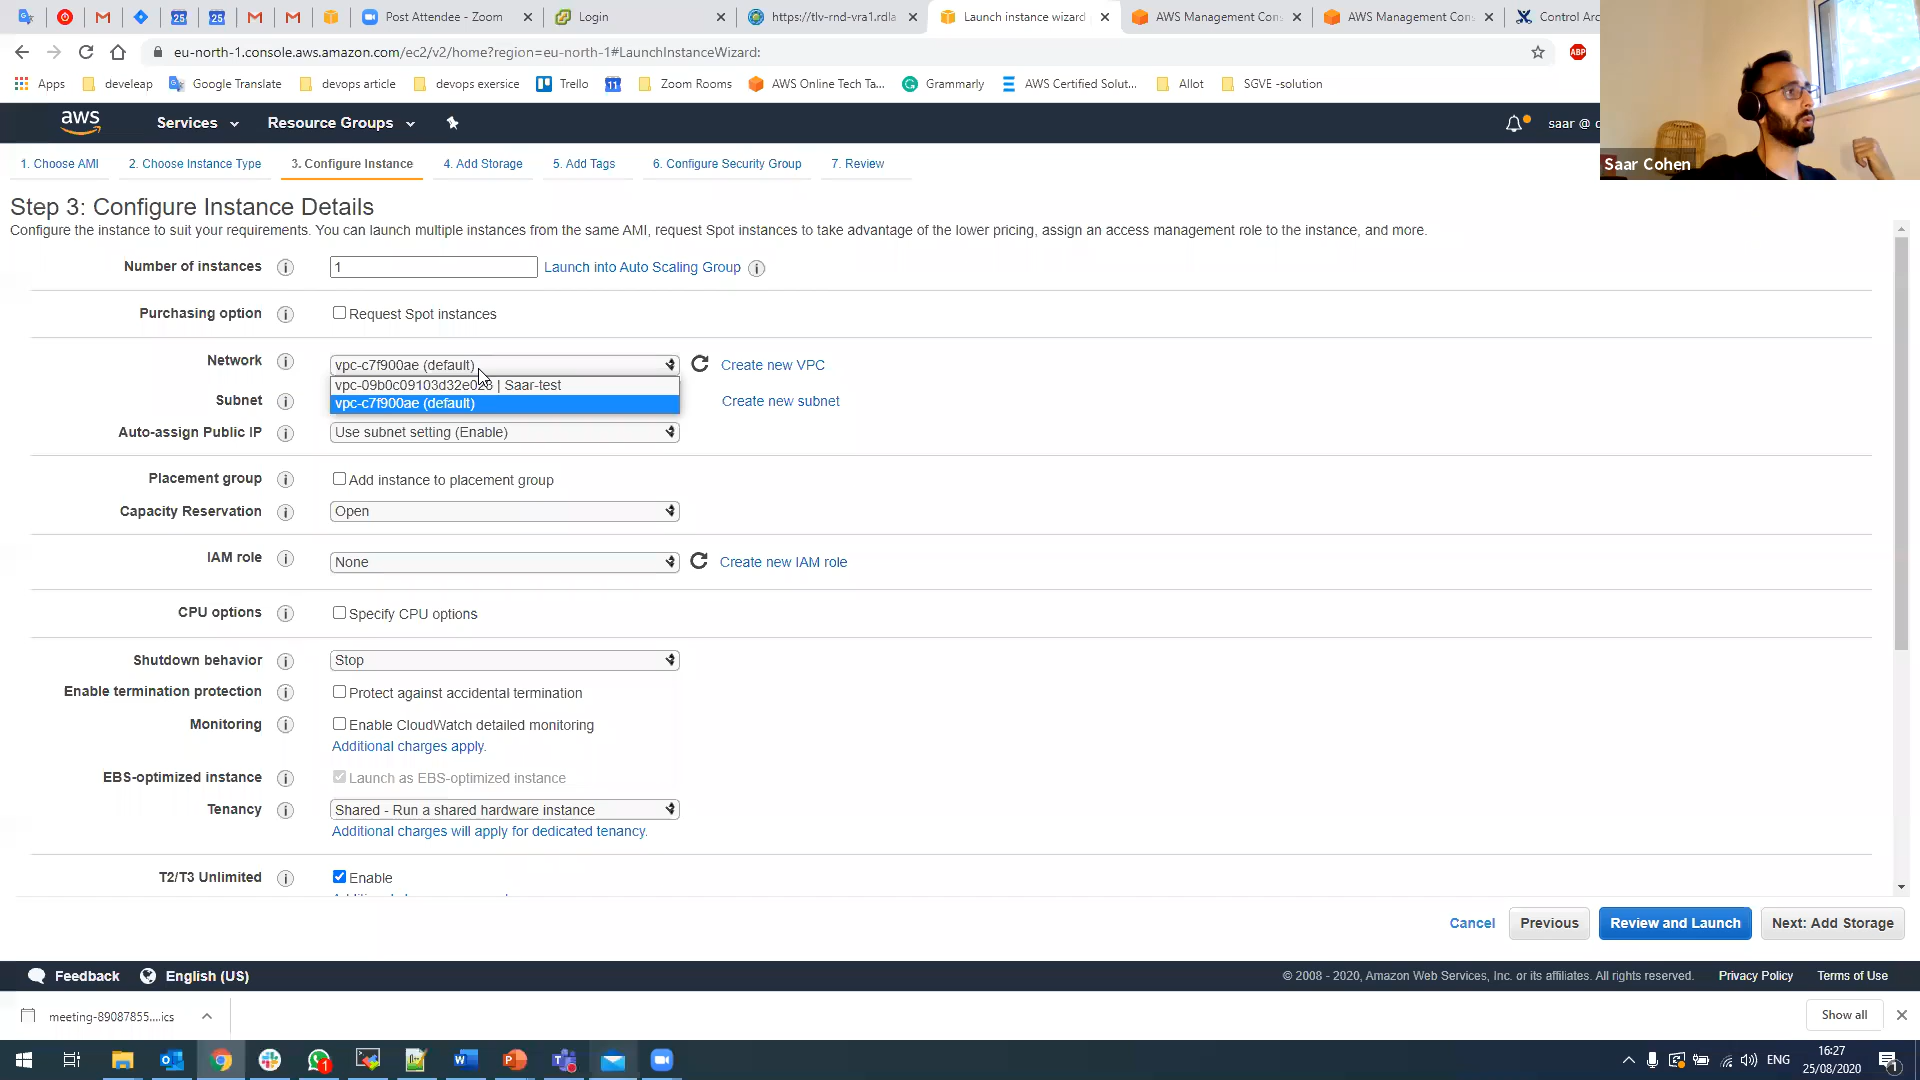 Post Attendee - Zoom
Login
https://tlv-rnd-vra1.rdla
Launch instance wizard
AWS Management Con
AWS Management Con
Control Arc
eu-north-1.console.aws.amazon.com/ec2/v2/home?region=eu-north-1#LaunchInstanceWizard:
ABP
Apps
develeap
Google Translate
devops article
devops exersice
Trello
Zoom Rooms
AWS Online Tech Ta...
Grammarly
AWS Certified Solut...
Allot
SGVE -solution
aws
Services
Resource Groups
saar @
Saar Cohen
1. Choose AMI
2. Choose Instance Type
3. Configure Instance
4. Add Storage
5. Add Tags
6. Configure Security Group
7. Review
Step 3: Configure Instance Details
Configure the instance to suit your requirements. You can launch multiple instances from the same AMI, request Spot instances to take advantage of the lower pricing, assign an access management role to the instance, and more.
Number of instances
1
Launch into Auto Scaling Group
Purchasing option
Request Spot instances
Network
vpc-c7f900ae (default)
Create new VPC
vpc-09b0c09103d32e028 | Saar-test
vpc-c7f900ae (default)
Subnet
Create new subnet
Auto-assign Public IP
Use subnet setting (Enable)
Placement group
Add instance to placement group
Capacity Reservation
Open
IAM role
None
Create new IAM role
CPU options
Specify CPU options
Shutdown behavior
Stop
Enable termination protection
Protect against accidental termination
Monitoring
Enable CloudWatch detailed monitoring
Additional charges apply.
EBS-optimized instance
Launch as EBS-optimized instance
Tenancy
Shared - Run a shared hardware instance
Additional charges will apply for dedicated tenancy.
T2/T3 Unlimited
Enable
Cancel
Previous
Review and Launch
Next: Add Storage
Feedback
English (US)
© 2008 - 2020, Amazon Web Services, Inc. or its affiliates. All rights reserved.
Privacy Policy
Terms of Use
meeting-89087855....ics
Show all
ENG
16:27
25/08/2020